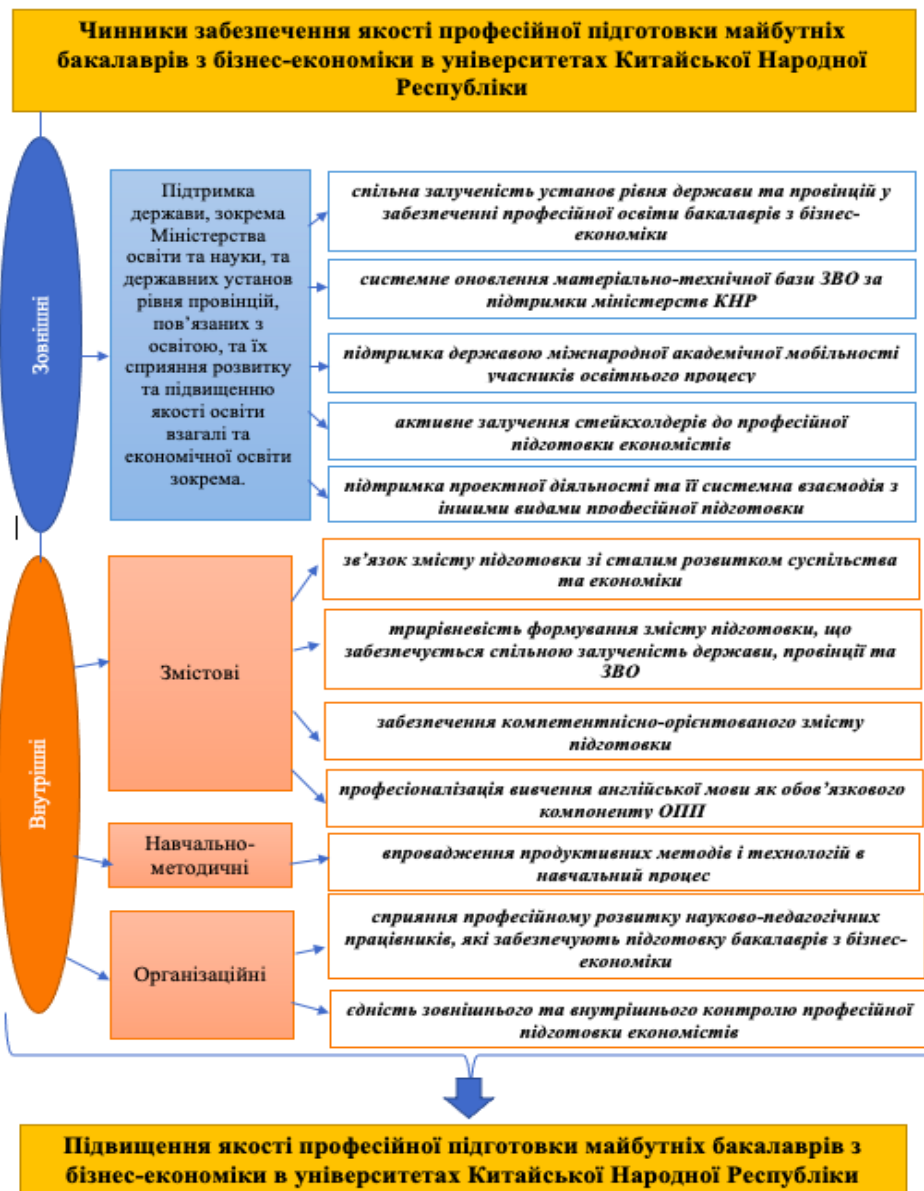 Чинники забезпечення якості професійної підготовки майбутніх
бакалаврів з бізнес-економіки в університетах Китайської Народної
Республіки
Зовнішні
Підтримка
держави, зокрема
Міністерства
освіти та науки, та
державних установ
рівня провінцій,
пов’язаних з
освітою, та їх
сприяння розвитку
та підвищенню
якості освіти
взагалі та
економічної освіти
зокрема.
спільна залученість установ рівня держави та провінцій у
забезпеченні професійної освіти бакалаврів з бізнес-
економіки
системне оновлення матеріально-технічної бази ЗВО за
підтримки міністерств КНР
підтримка державою міжнародної академічної мобільності
учасників освітнього процесу
активне залучення стейкхолдерів до професійної
підготовки економістів
підтримка проектної діяльності та її системна взаємодія з
іншими видами професійної підготовки
Внутрішні
Змістові
зв’язок змісту підготовки зі сталим розвитком суспільства
та економіки
трирівневість формування змісту підготовки, що
забезпечується спільною залученість держави, провінції та
ЗВО
забезпечення компетентнісно-орієнтованого змісту
підготовки
професіоналізація вивчення англійської мови як обов’язкового
компоненту ОПП
Навчально-
методичні
впровадження продуктивних методів і технологій в
навчальний процес
Організаційні
сприяння професійному розвитку науково-педагогічних
працівників, які забезпечують підготовку бакалаврів з бізнес-
економіки
єдність зовнішнього та внутрішнього контролю професійної
підготовки економістів
Підвищення якості професійної підготовки майбутніх бакалаврів з
бізнес-економіки в університетах Китайської Народної Республіки